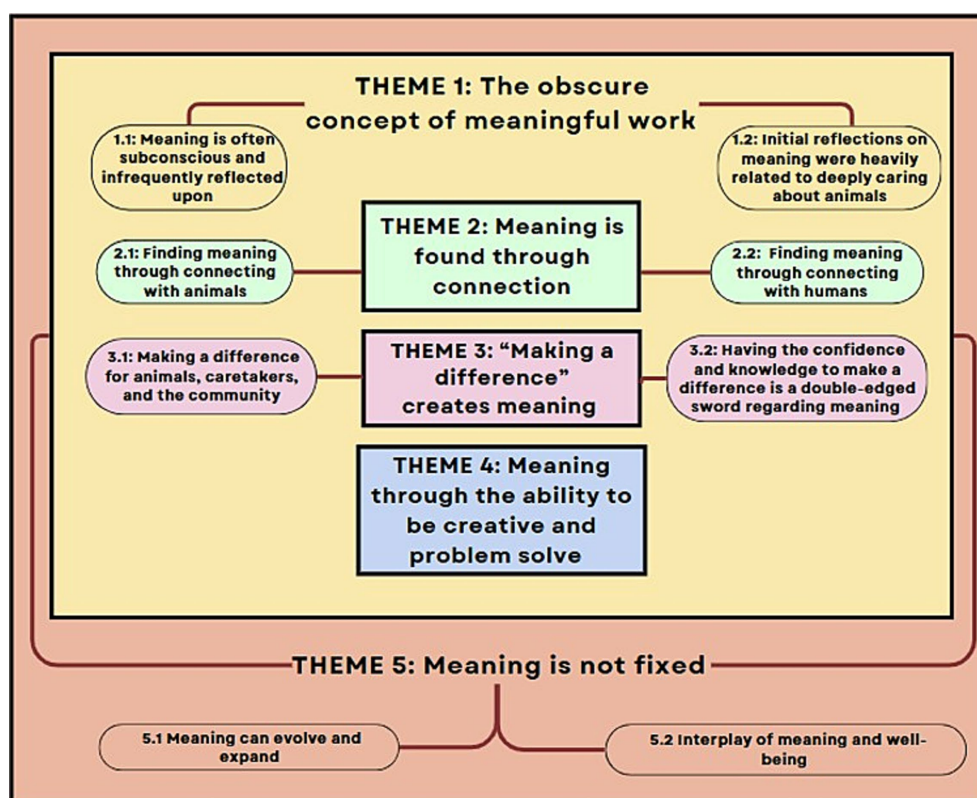 THEME 1: The obscure
concept of meaningful work
1.1: Meaning is often
subconscious and
infrequently reflected
upon
1.2: Initial reflections on
meaning were heavily
related to deeply caring
about animals
THEME 2: Meaning is
found through
connection
2.1: Finding meaning
through connecting
with animals
2.2: Finding meaning
through connecting
with humans
THEME 3: “Making a
difference”
creates meaning
3.1: Making a difference
for animals, caretakers,
and the community
3.2: Having the confidence
and knowledge to make a
difference is a double-edged
sword regarding meaning
THEME 4: Meaning
through the ability to
be creative and
problem solve
THEME 5: Meaning is not fixed
5.1 Meaning can evolve and
expand
5.2 Interplay of meaning and well-
being